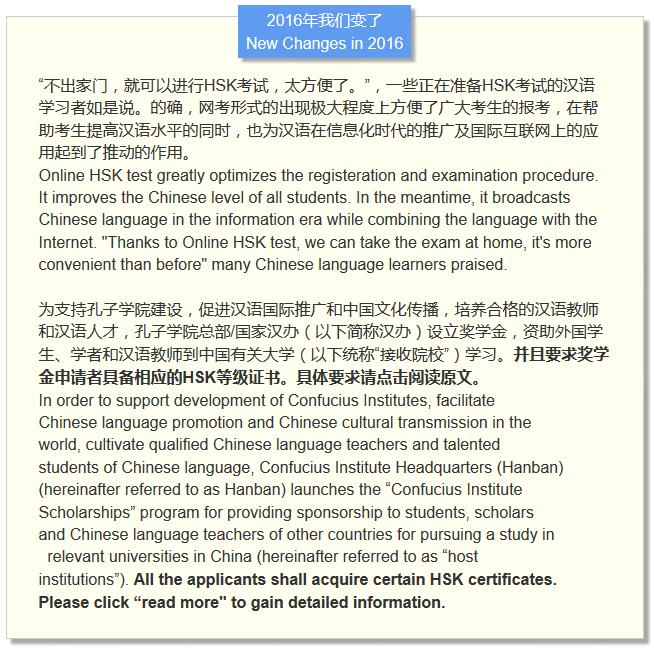 2016年我们变了
New Changes in 2016
“不出家门，就可以进行HSK考试，太方便了。”，一些正在准备HSK考试的汉语
学习者如是说。的确，网考形式的出现极大程度上方便了广大考生的报考，在帮
助考生提高汉语水平的同时，也为汉语在信息化时代的推广及国际互联网上的应
用起到了推动的作用。
Online HSK test greatly optimizes the registeration and examination procedure.
It improves the Chinese level of all students. In the meantime, it broadcasts
Chinese language in the information era while combining the language with the
Internet. "Thanks to Online HSK test, we can take the exam at home, it's more
convenient than before" many Chinese language learners praised.
为支持孔子学院建设，促进汉语国际推广和中国文化传播，培养合格的汉语教师
和汉语人才，孔子学院总部/国家汉办（以下简称汉办）设立奖学金，资助外国学
生、学者和汉语教师到中国有关大学（以下统称“接收院校”）学习。并且要求奖学
金申请者具备相应的HSK等级证书。具体要求请点击阅读原文。
In order to support development of Confucius Institutes, facilitate
Chinese language promotion and Chinese cultural transmission in the
world, cultivate qualified Chinese language teachers and talented
students of Chinese language, Confucius Institute Headquarters (Hanban)
(hereinafter referred to as Hanban) launches the “Confucius Institute
Scholarships” program for providing sponsorship to students, scholars
and Chinese language teachers of other countries for pursuing a study in
relevant universities in China (hereinafter referred to as “host
institutions”). All the applicants shall acquire certain HSK certificates.
Please click “read more" to gain detailed information.